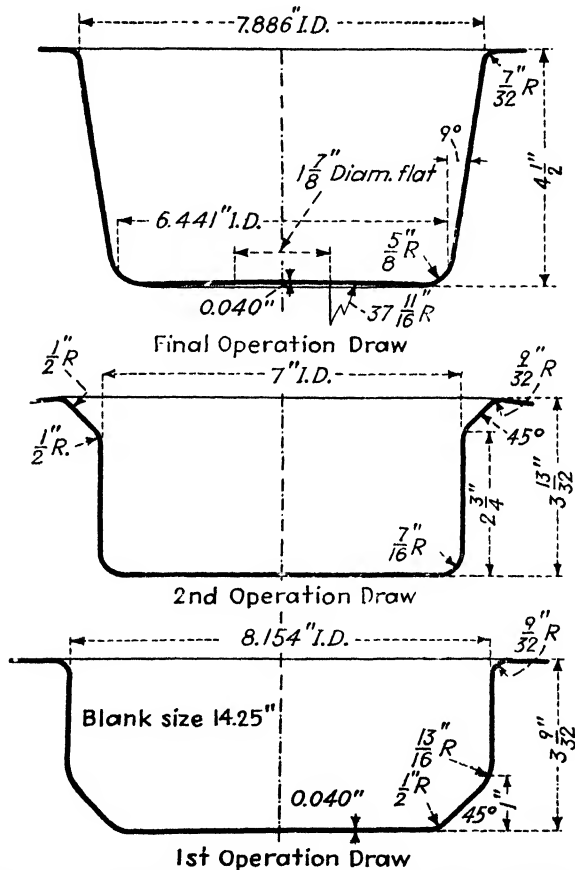 7.886" I.D.
7/32" R
9°
4 1/2"
1 7/8" Diam. flat
6.441" I.D.
5/8" R
0.040"
37 11/16" R
Final Operation Draw
1/2" R
7" I.D.
9/32" R
1/2" R.
45°
2 3/4"
3 13/32"
7/16" R
2nd Operation Draw
8.154" I.D.
9/32" R
Blank size 14.25"
3 9/32"
13/16" R
1/2" R
0.040"
45°
1"
1st Operation Draw